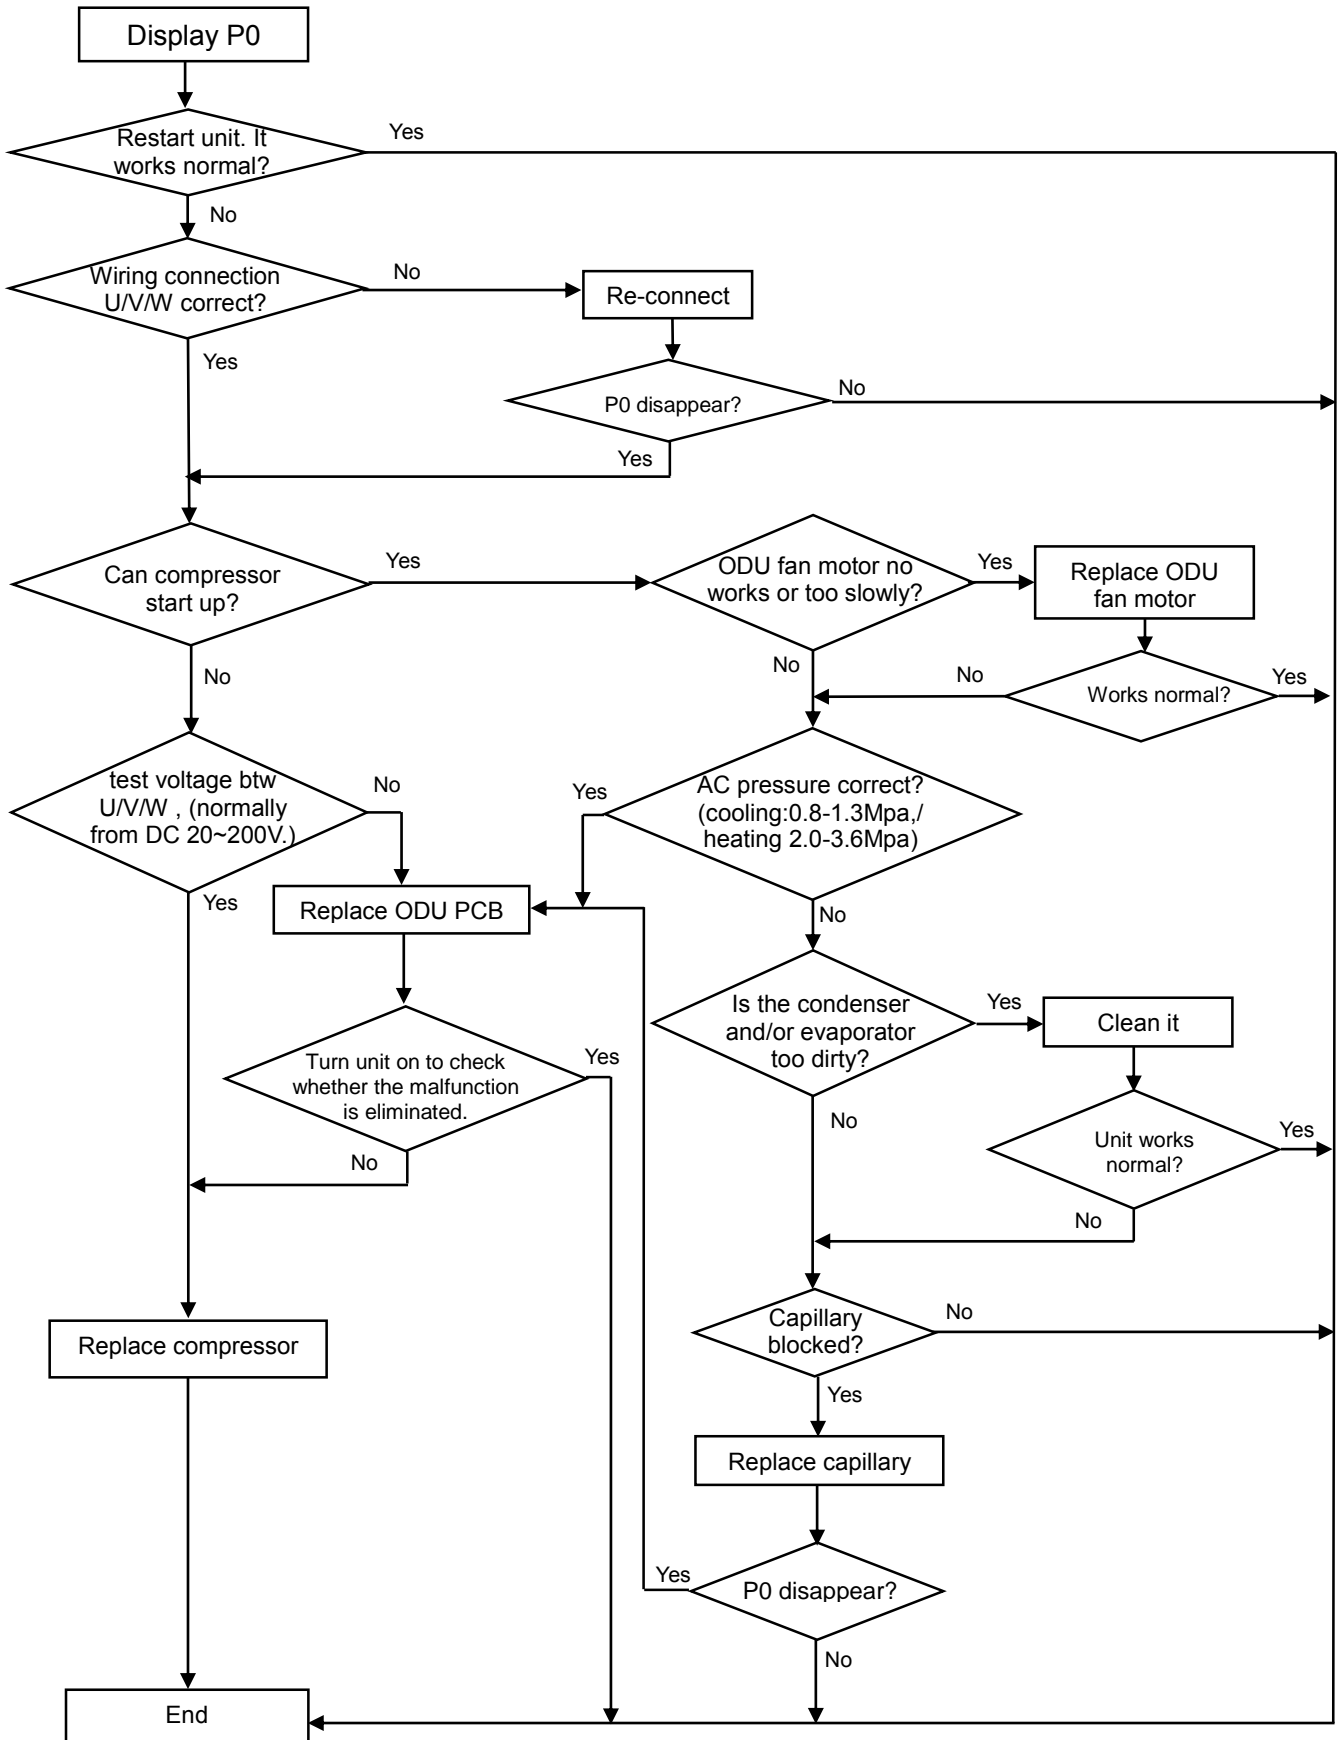 Display P0
Restart unit. It
works normal?
Yes
No
Wiring connection
U/V/W correct?
No
Re-connect
Yes
P0 disappear?
No
Yes
Can compressor
start up?
Yes
ODU fan motor no
works or too slowly?
Yes
Replace ODU
fan motor
No
No
No
Works normal?
Yes
test voltage btw
U/V/W , (normally
from DC 20~200V.)
No
Yes
AC pressure correct?
(cooling:0.8-1.3Mpa,/
heating 2.0-3.6Mpa)
Yes
Replace ODU PCB
No
Is the condenser
and/or evaporator
too dirty?
Yes
Clean it
Turn unit on to check
whether the malfunction
is eliminated.
Yes
No
No
Unit works
normal?
Yes
No
Replace compressor
Capillary
blocked?
No
Yes
Replace capillary
Yes
P0 disappear?
No
End